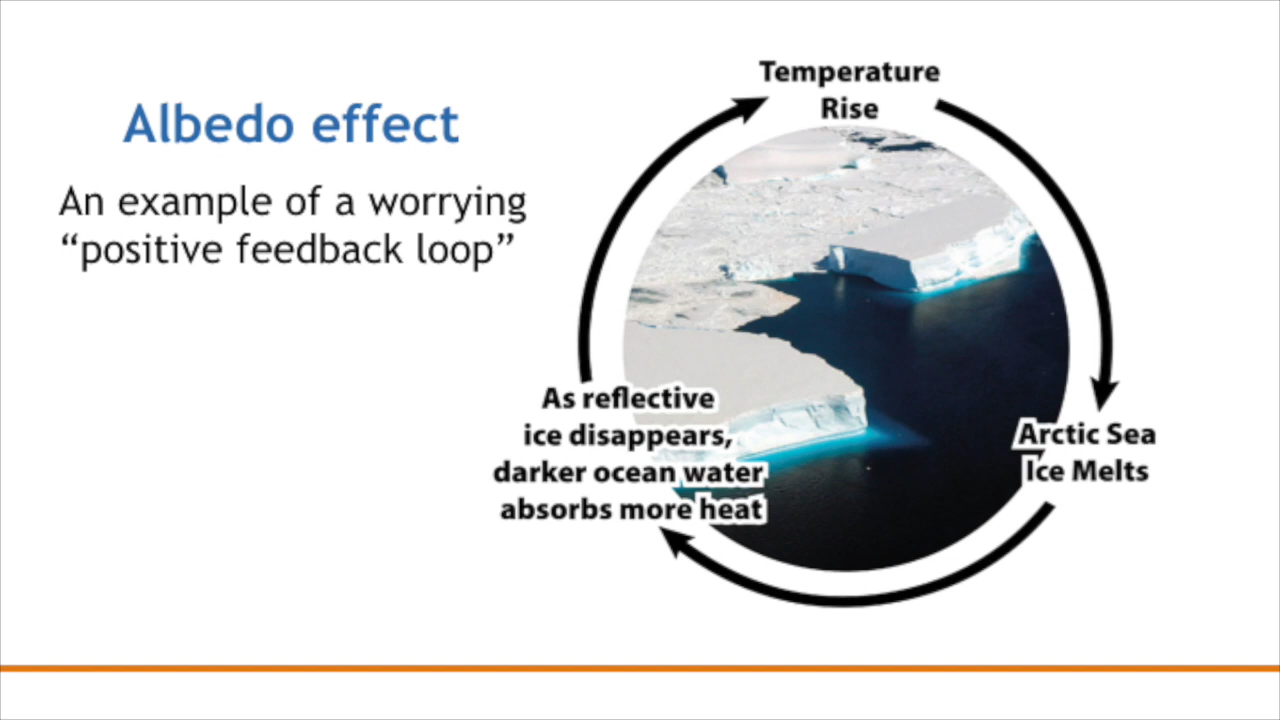 Albedo effect
An example of a worrying
“positive feedback loop”
Temperature
Rise
Arctic Sea
Ice Melts
As reflective
ice disappears,
darker ocean water
absorbs more heat